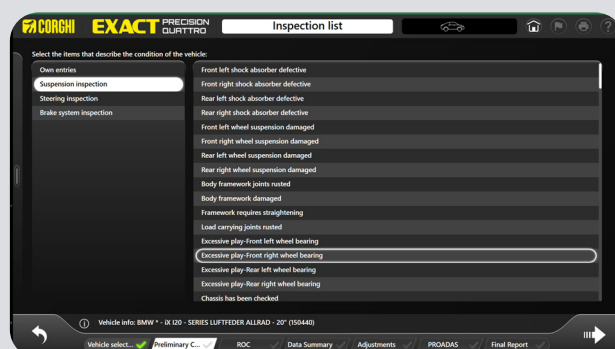 CORGHI EXACT PRECISION QUATTRO
Inspection list
Select the items that describe the condition of the vehicle:
Own entries
Suspension inspection
Steering inspection
Brake system inspection
Front left shock absorber defective
Front right shock absorber defective
Rear left shock absorber defective
Rear right shock absorber defective
Front left wheel suspension damaged
Front right wheel suspension damaged
Rear left wheel suspension damaged
Rear right wheel suspension damaged
Body framework joints rusted
Body framework damaged
Framework requires straightening
Load carrying joints rusted
Excessive play-Front left wheel bearing
Excessive play-Front right wheel bearing
Excessive play-Rear left wheel bearing
Excessive play-Rear right wheel bearing
Chassis has been checked
Vehicle info: BMW * - iX I20 - SERIES LUFTFEDER ALLRAD - 20" (150440)
Vehicle select... Preliminary C... ROC Data Summary Adjustments PROADAS Final Report